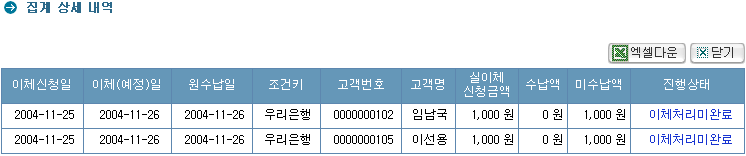 집계 상세 내역
엑셀다운 닫기
이체신청일 이체(예정)일 원수납일 조건키 고객번호 고객명 실이체 신청금액 수납액 미수납액 진행상태
2004-11-25 2004-11-26 2004-11-26 우리은행 0000000102 임남국 1,000 원 0 원 1,000 원 이체처리미완료
2004-11-25 2004-11-26 2004-11-26 우리은행 0000000105 이선용 1,000 원 0 원 1,000 원 이체처리미완료